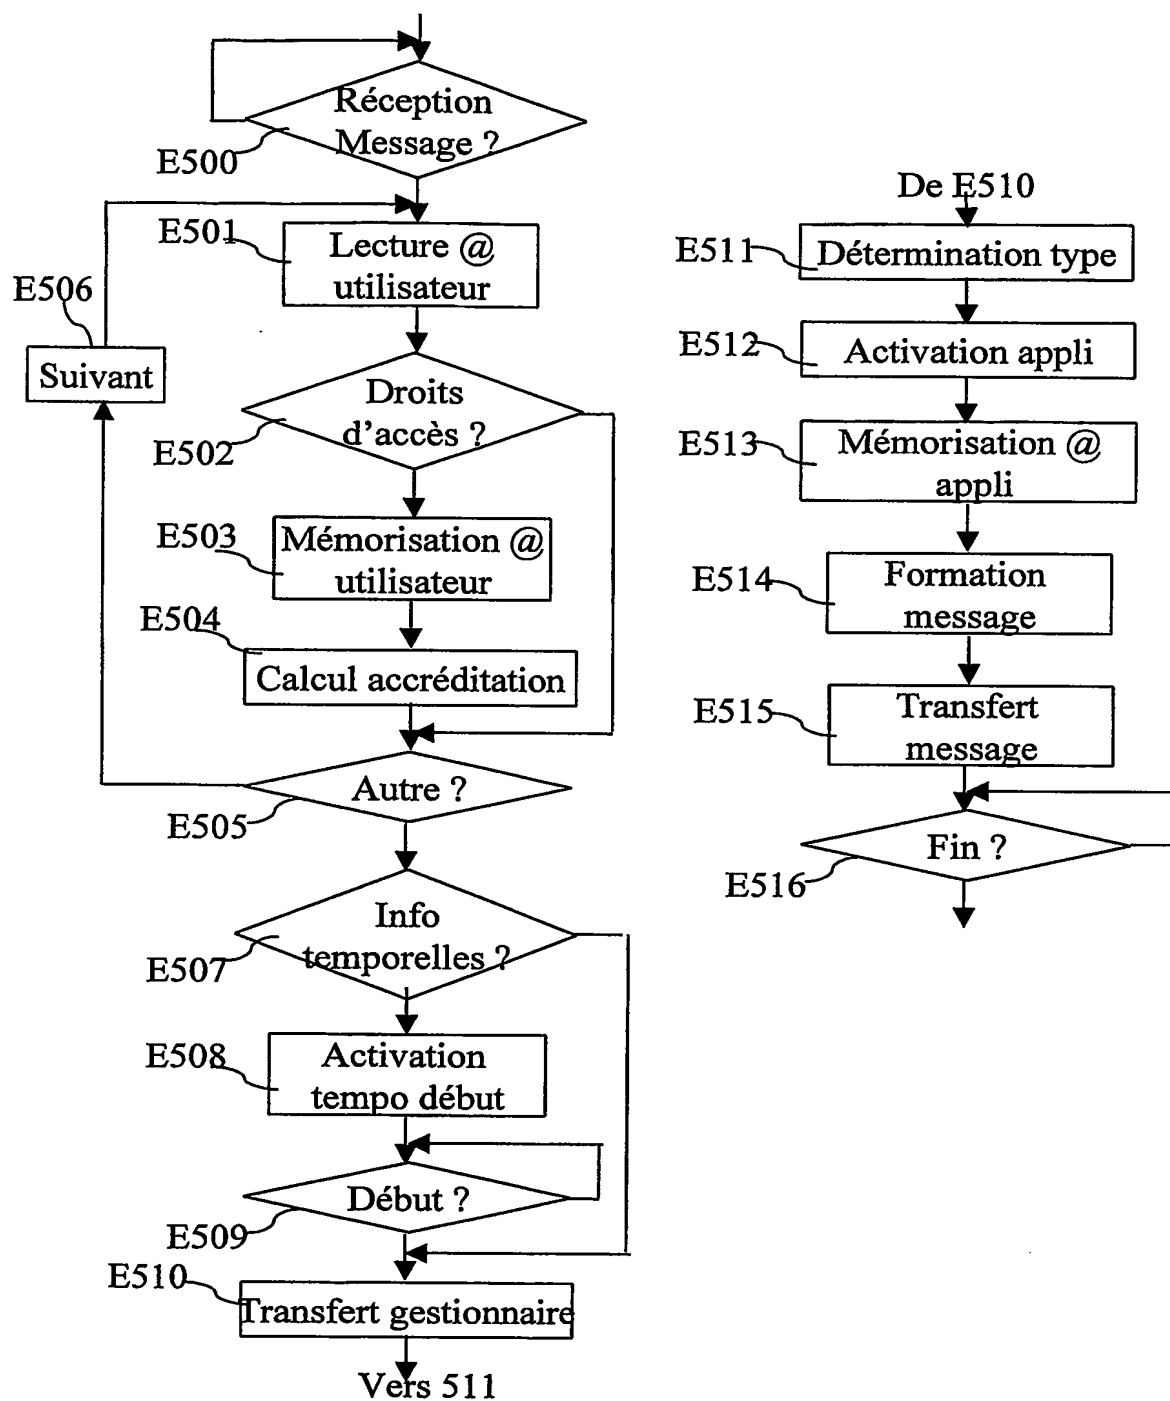 Réception
Message ?
E500
E501
Lecture @
utilisateur
E506
Suivant
Droits
d'accès ?
E502
E503
Mémorisation @
utilisateur
E504
Calcul accréditation
Autre ?
E505
Info
temporelles ?
E507
E508
Activation
tempo début
Début ?
E509
E510
Transfert gestionnaire
Vers 511
De E510
E511
Détermination type
E512
Activation appli
E513
Mémorisation @
appli
E514
Formation
message
E515
Transfert
message
Fin ?
E516